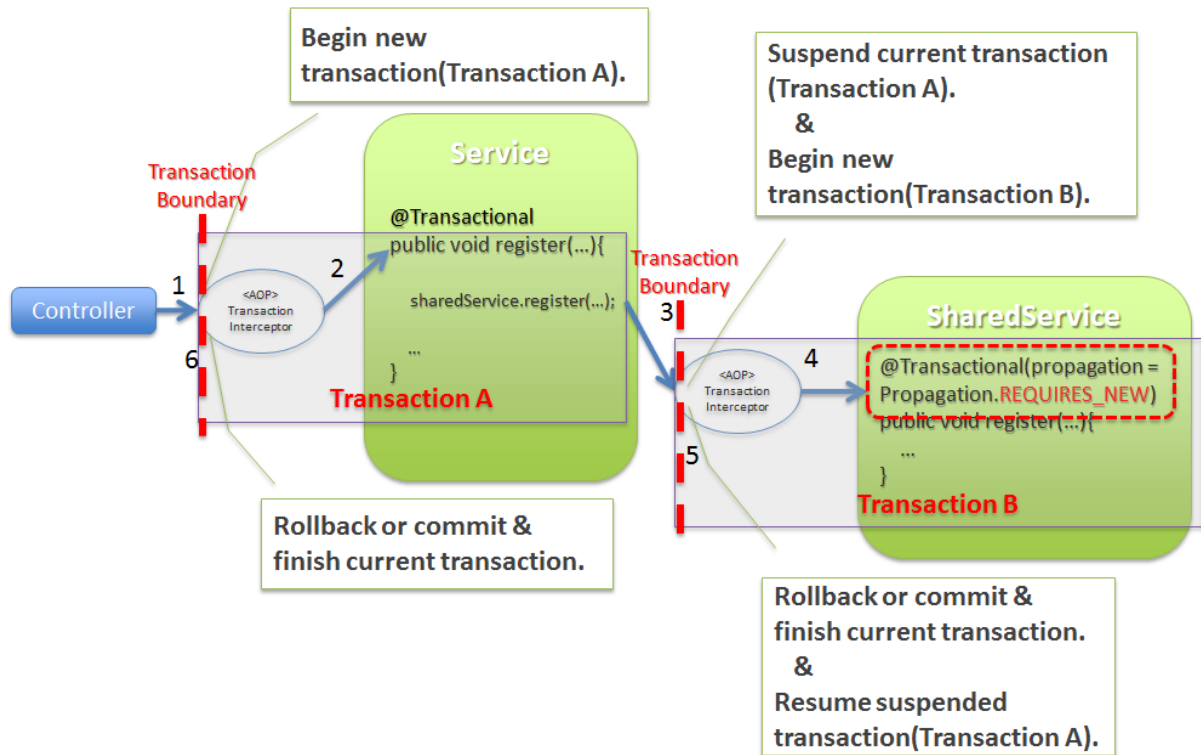 Begin new
transaction(Transaction A).
Suspend current transaction
(Transaction A).
&
Begin new
transaction(Transaction B).
Service
Transaction
Boundary
@Transactional
public void register(...){
sharedService.register(...);
...
}
Transaction A
1
2
Controller
<AOP>
Transaction
Interceptor
6
Transaction
Boundary
3
SharedService
4
<AOP>
Transaction
Interceptor
@Transactional(propagation =
Propagation.REQUIRES_NEW)
public void register(...){
...
}
Transaction B
5
Rollback or commit &
finish current transaction.
Rollback or commit &
finish current transaction.
&
Resume suspended
transaction(Transaction A).